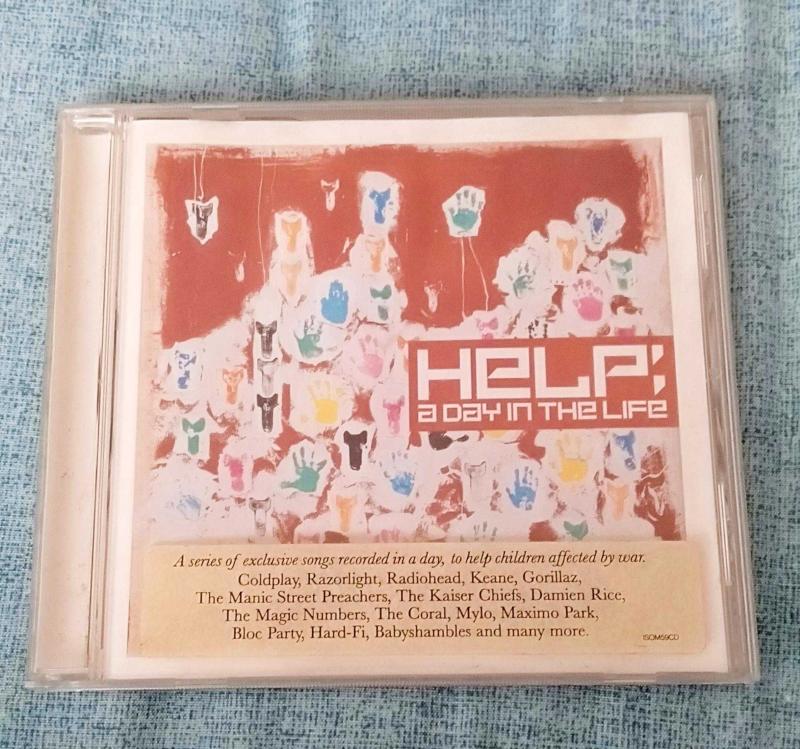 HELP:
a Day in the Life
A series of exclusive songs recorded in a day, to help children affected by war.
Coldplay, Razorlight, Radiohead, Keane, Gorillaz,
The Manic Street Preachers, The Kaiser Chiefs, Damien Rice,
The Magic Numbers, The Coral, Mylo, Maximo Park,
Bloc Party, Hard-Fi, Babyshambles and many more.
ISOM59CD